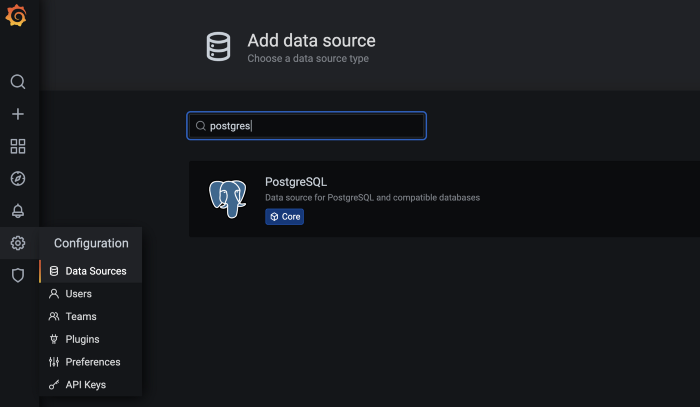 Add data source
Choose a data source type
postgres
PostgreSQL
Data source for PostgreSQL and compatible databases
Core
Configuration
Data Sources
Users
Teams
Plugins
Preferences
API Keys